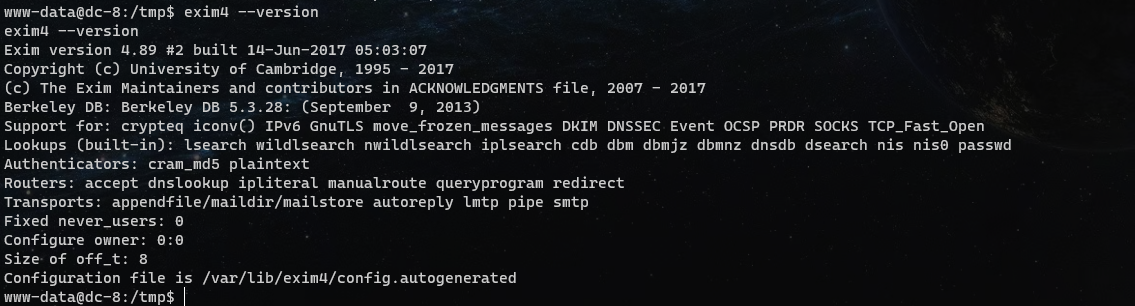 www-data@dc-8:/tmp$ exim4 --version
exim4 --version
Exim version 4.89 #2 built 14-Jun-2017 05:03:07
Copyright (c) University of Cambridge, 1995 - 2017
(c) The Exim Maintainers and contributors in ACKNOWLEDGMENTS file, 2007 - 2017
Berkeley DB: Berkeley DB 5.3.28: (September  9, 2013)
Support for: crypteq iconv() IPv6 GnuTLS move_frozen_messages DKIM DNSSEC Event OCSP PRDR SOCKS TCP_Fast_Open
Lookups (built-in): lsearch wildlsearch nwildlsearch iplsearch cdb dbm dbmjz dbmnz dnsdb dsearch nis nis0 passwd
Authenticators: cram_md5 plaintext
Routers: accept dnslookup ipliteral manualroute queryprogram redirect
Transports: appendfile/maildir/mailstore autoreply lmtp pipe smtp
Fixed never_users: 0
Configure owner: 0:0
Size of off_t: 8
Configuration file is /var/lib/exim4/config.autogenerated
www-data@dc-8:/tmp$